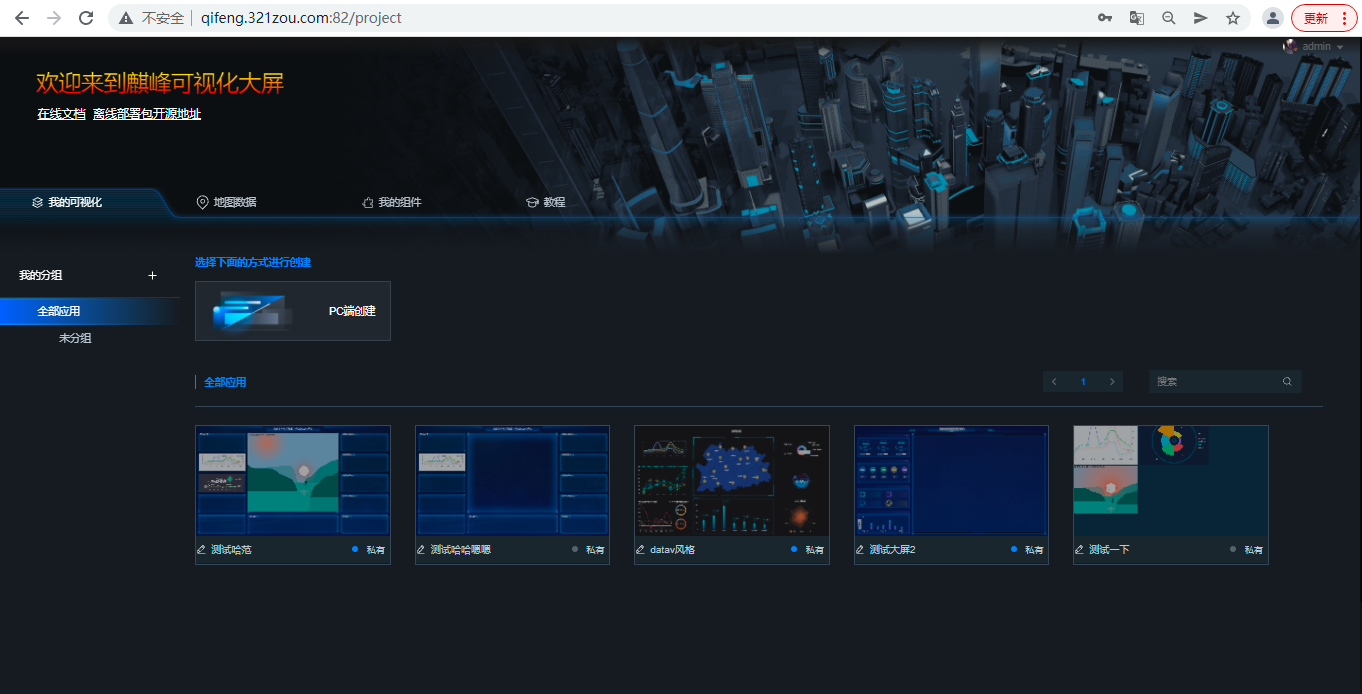 不安全 qifeng.321zou.com:82/project 更新
admin
欢迎来到麒峰可视化大屏
在线文档 离线部署包开源地址
我的可视化 地图数据 我的组件 教程
选择下面的方式进行创建
我的分组 +
全部应用
未分组
PC端创建
全部应用 < 1 > 搜索
测试哈范 私有 测试哈哈嗯嗯 私有 datav风格 私有 测试大屏2 私有 测试一下 私有